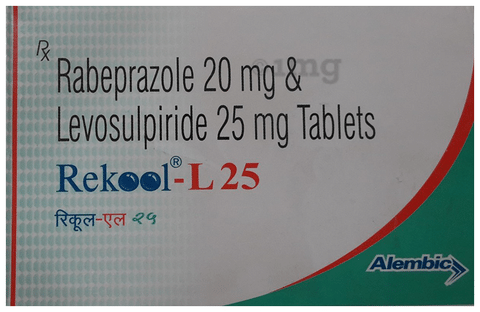 Rx
Rabeprazole 20 mg &
Levosulpiride 25 mg Tablets
Rekool®-L 25
रिकूल-एल २५
Alembic